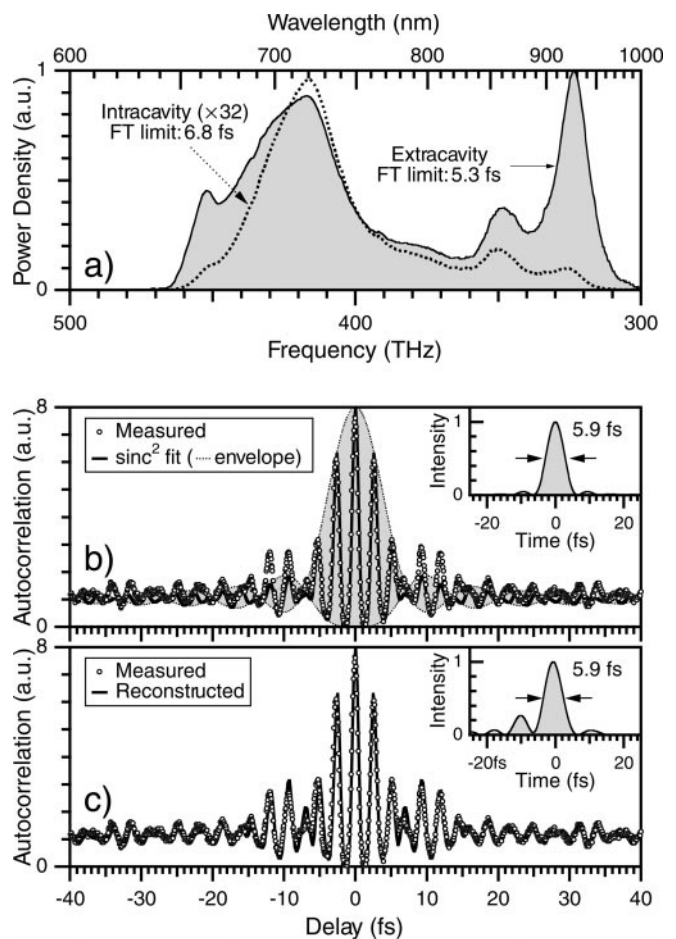 Wavelength (nm)
600 700 800 900 1000
1
Power Density (a.u.)
0
Intracavity (×32)
FT limit: 6.8 fs
Extracavity
FT limit: 5.3 fs
a)
500 400 300
Frequency (THz)
8
Autocorrelation (a.u.)
0
Measured
sinc² fit ( ···· envelope)
b)
1
Intensity
0
5.9 fs
-20 0 20
Time (fs)
8
Autocorrelation (a.u.)
0
Measured
Reconstructed
c)
1
Intensity
0
5.9 fs
-20fs 0 20
Time (fs)
-40 -30 -20 -10 0 10 20 30 40
Delay (fs)